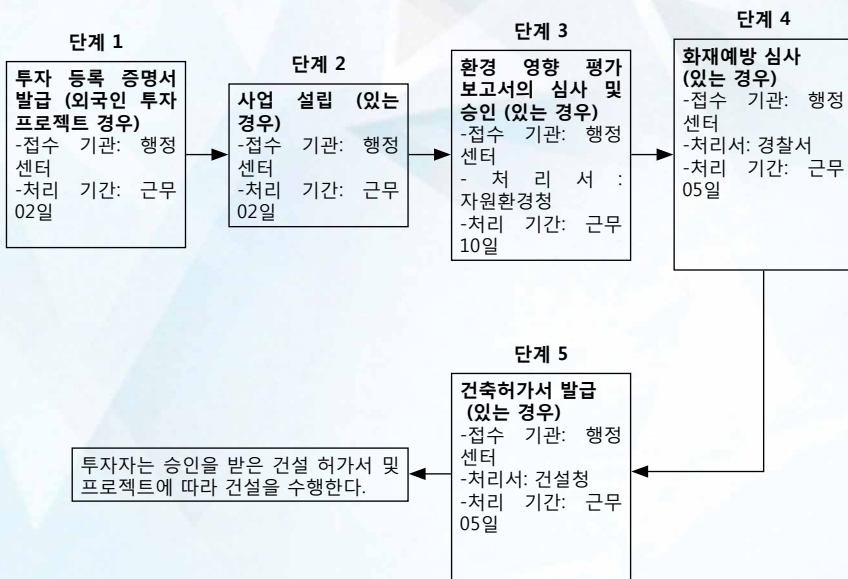 단계 1
투자 등록 증명서
발급 (외국인 투자
프로젝트 경우)
-접수 기관: 행정
센터
-처리 기간: 근무
02일
단계 2
사업 설립 (있는
경우)
-접수 기관: 행정
센터
-처리 기간: 근무
02일
단계 3
환경 영향 평가
보고서의 심사 및
승인 (있는 경우)
-접수 기관: 행정
센터
- 처 리 서 :
자원환경청
-처리 기간: 근무
10일
단계 4
화재예방 심사
(있는 경우)
-접수 기관: 행정
센터
-처리서: 경찰서
-처리 기간: 근무
05일
단계 5
건축허가서 발급
(있는 경우)
-접수 기관: 행정
센터
-처리서: 건설청
-처리 기간: 근무
05일
투자자는 승인을 받은 건설 허가서 및
프로젝트에 따라 건설을 수행한다.